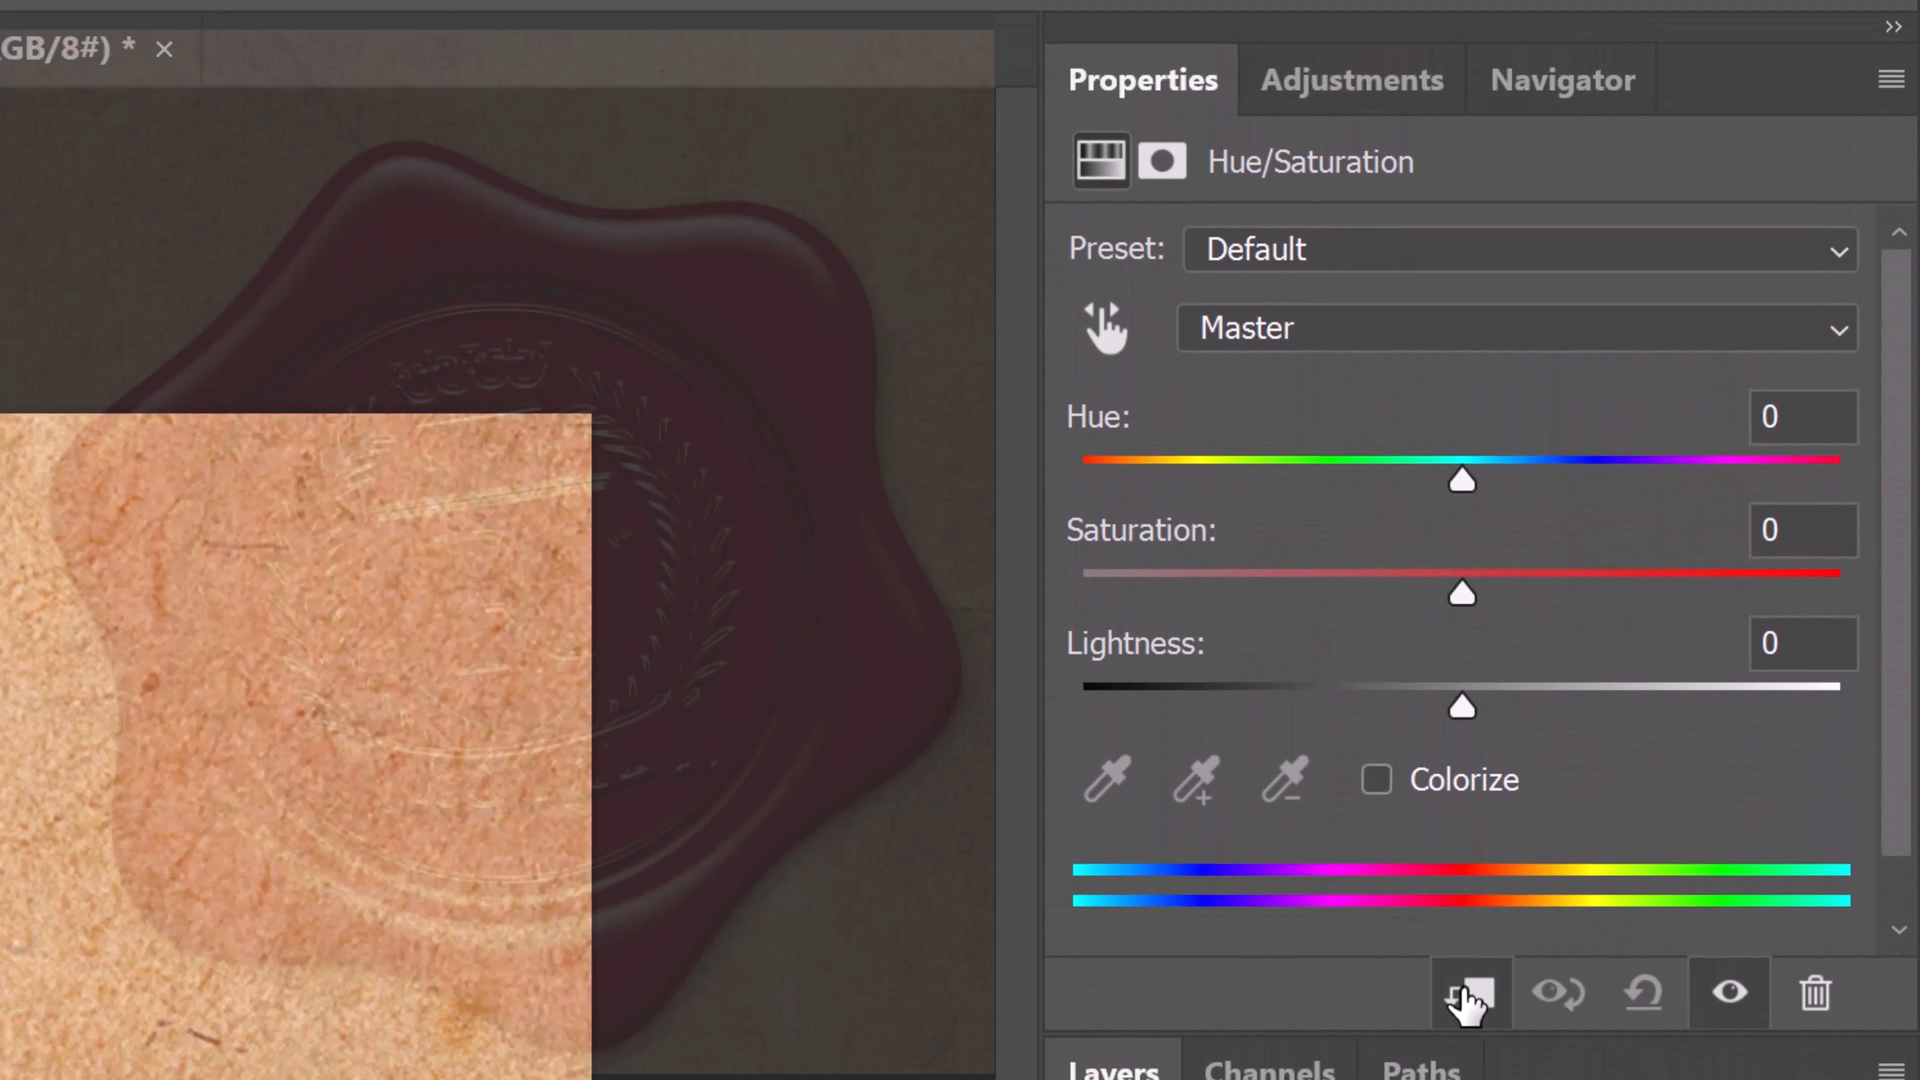 GB/8#) *
Properties
Adjustments
Navigator
Hue/Saturation
Preset:
Default
Master
Hue:
0
Saturation:
0
Lightness:
0
Colorize
Layers
Channels
Paths